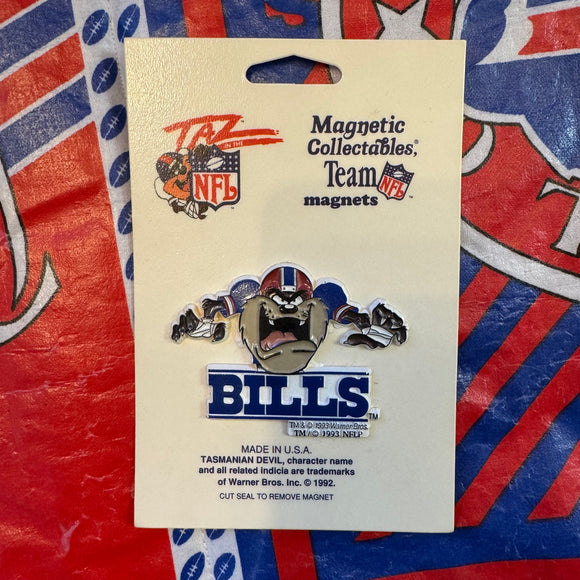 TAZ
IN THE
NFL
™
Magnetic
Collectables,®
Team NFL ™
magnets
BILLS ™
TM & © 1993 Warner Bros.
TM / © 1993 NFLP
MADE IN U.S.A.
TASMANIAN DEVIL, character name
and all related indicia are trademarks
of Warner Bros. Inc. © 1992.
CUT SEAL TO REMOVE MAGNET